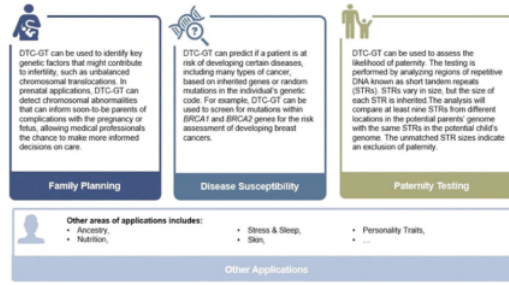 DTC-GT can be used to identify key
genetic factors that might contribute
to infertility, such as unbalanced
chromosomal translocations. In
prenatal applications, DTC-GT can
detect chromosomal abnormalities
that can inform soon-to-be parents of
complications with the pregnancy or
fetus, allowing medical professionals
the chance to make more informed
decisions on care.
Family Planning
DTC-GT can predict if a patient is at
risk of developing certain diseases,
including many types of cancer,
based on inherited genes or random
mutations in the individual's genetic
code. For example, DTC-GT can be
used to screen for mutations within
BRCA1 and BRCA2 genes for the risk
assessment of developing breast
cancers.
Disease Susceptibility
DTC-GT can be used to assess the
likelihood of paternity. The testing is
performed by analyzing regions of repetitive
DNA known as short tandem repeats
(STRs). STRs vary in size, but the size of
each STR is inherited.The analysis will
compare at least nine STRs from different
locations in the potential parents' genome
with the same STRs in the potential child's
genome. The unmatched STR sizes indicate
an exclusion of paternity.
Paternity Testing
Other areas of applications includes:
• Ancestry,
• Nutrition,
• Stress & Sleep,
• Skin,
• Personality Traits,
• ...
Other Applications